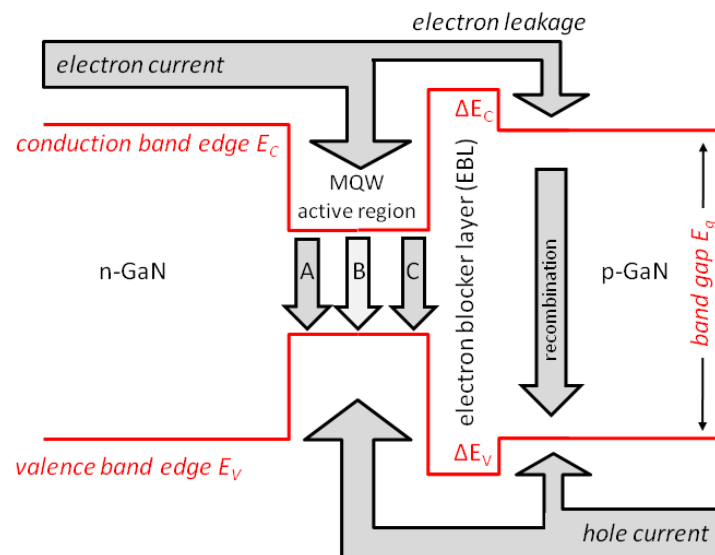 electron leakage
electron current
ΔE_C
conduction band edge E_C
MQW
active region
electron blocker layer (EBL)
n-GaN
A
B
C
recombination
p-GaN
band gap E_g
valence band edge E_V
ΔE_V
hole current